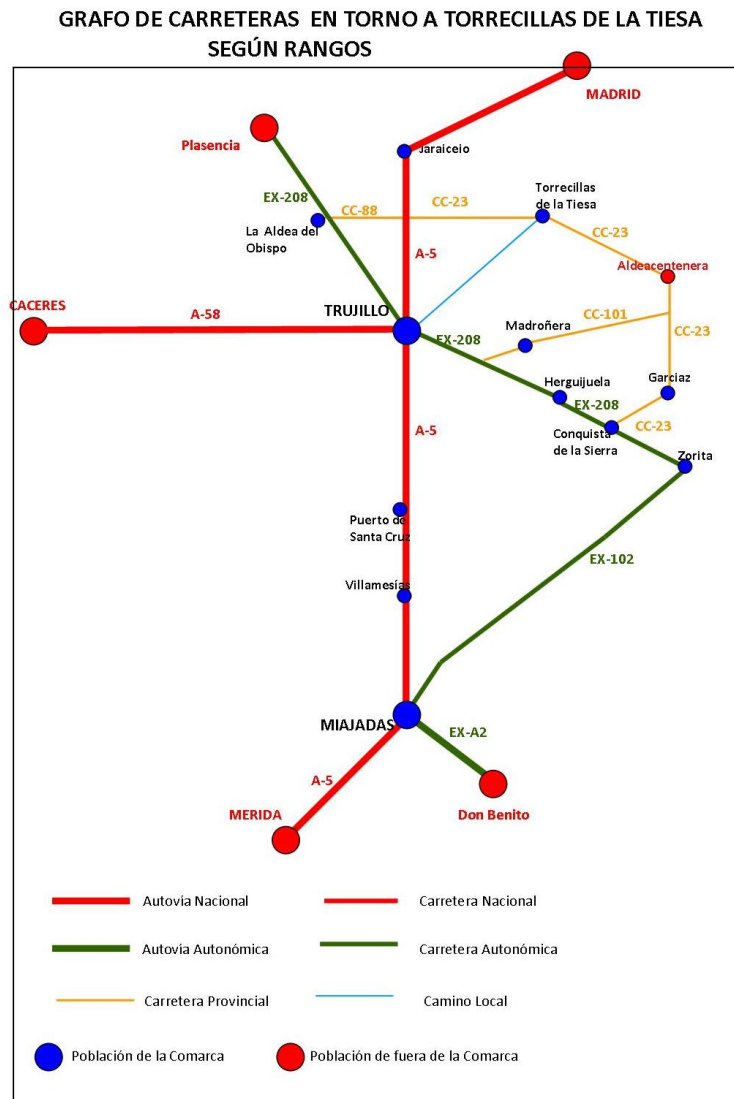 GRAFO DE CARRETERAS EN TORNO A TORRECILLAS DE LA TIESA
SEGÚN RANGOS
MADRID
Plasencia
Jaraiceio
EX-208
CC-88
CC-23
Torrecillas
de la Tiesa
La Aldea del
Obispo
CC-23
A-5
Aldeacentenera
CACERES
A-58
TRUJILLO
EX-208
Madroñera
CC-101
CC-23
Herguijuela
Garciaz
EX-208
Conquista
de la Sierra
CC-23
A-5
Zorita
Puerto de
Santa Cruz
EX-102
Villamesías
MIAJADAS
EX-A2
A-5
MERIDA
Don Benito
Autovía Nacional
Carretera Nacional
Autovía Autonómica
Carretera Autonómica
Carretera Provincial
Camino Local
Población de la Comarca
Población de fuera de la Comarca